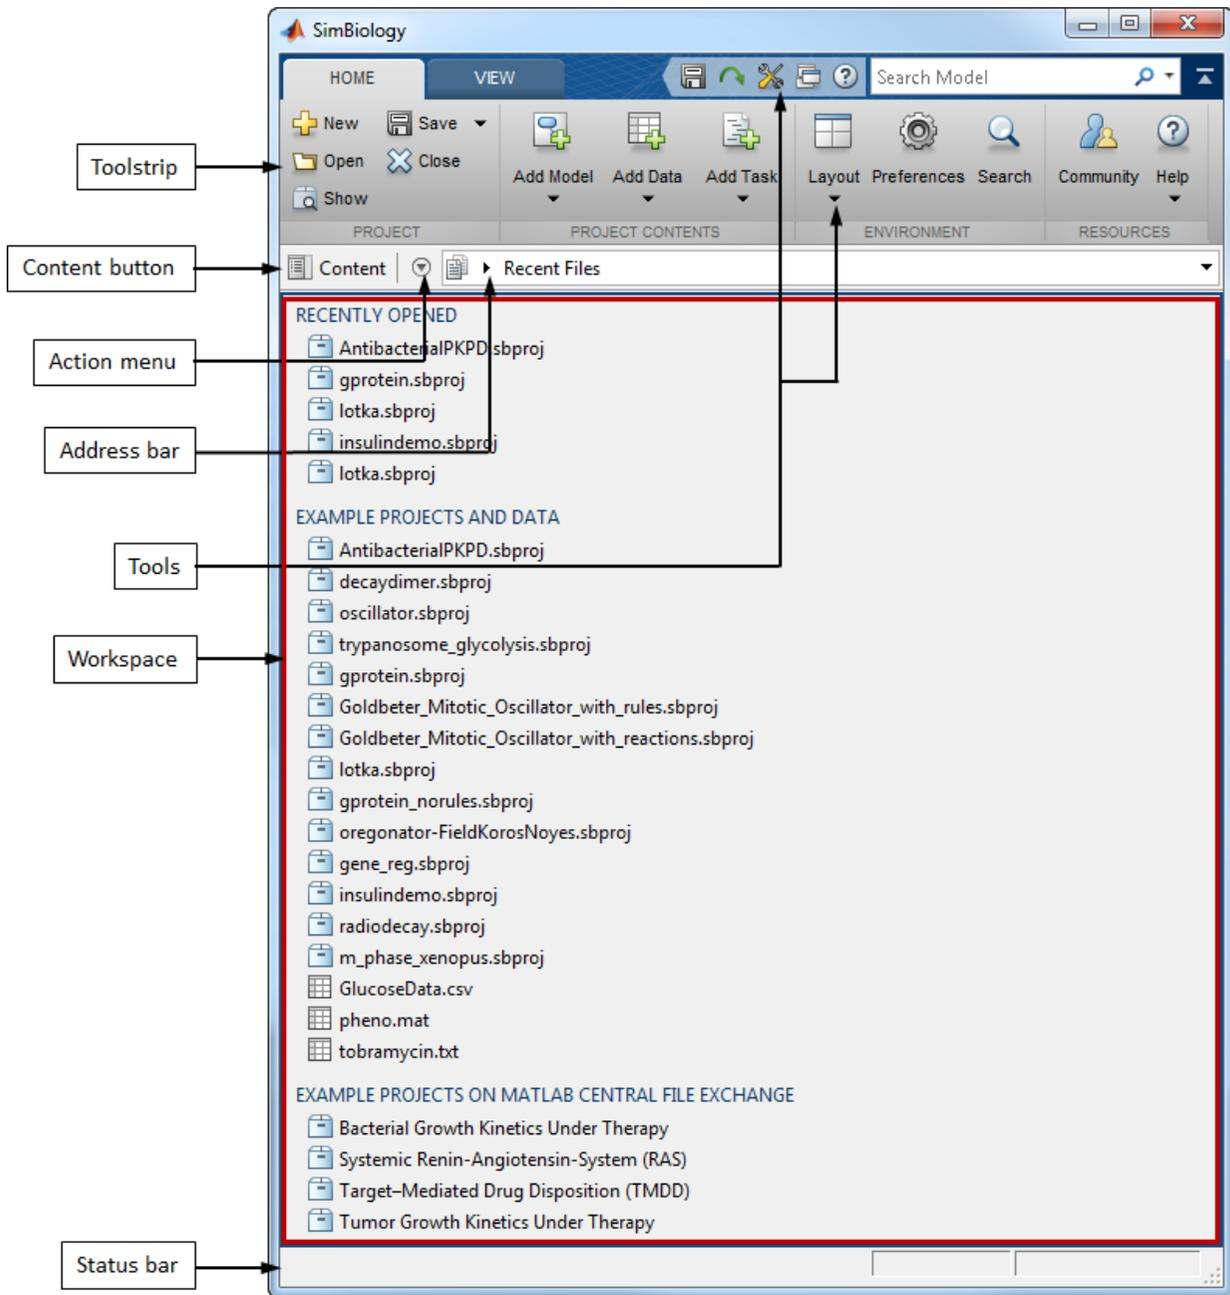 SimBiology
HOME VIEW Search Model
New Save
Toolstrip
Open Close
Show
Add Model Add Data Add Task Layout Preferences Search Community Help
PROJECT PROJECT CONTENTS ENVIRONMENT RESOURCES
Content button
Content Recent Files
RECENTLY OPENED
AntibacterialPKPD.sbproj
Action menu
gprotein.sbproj
lotka.sbproj
Address bar
insulindemo.sbproj
lotka.sbproj
EXAMPLE PROJECTS AND DATA
AntibacterialPKPD.sbproj
Tools
decaydimer.sbproj
oscillator.sbproj
trypanosome_glycolysis.sbproj
Workspace
gprotein.sbproj
Goldbeter_Mitotic_Oscillator_with_rules.sbproj
Goldbeter_Mitotic_Oscillator_with_reactions.sbproj
lotka.sbproj
gprotein_norules.sbproj
oregonator-FieldKorosNoyes.sbproj
gene_reg.sbproj
insulindemo.sbproj
radiodecay.sbproj
m_phase_xenopus.sbproj
GlucoseData.csv
pheno.mat
tobramycin.txt
EXAMPLE PROJECTS ON MATLAB CENTRAL FILE EXCHANGE
Bacterial Growth Kinetics Under Therapy
Systemic Renin-Angiotensin-System (RAS)
Target–Mediated Drug Disposition (TMDD)
Tumor Growth Kinetics Under Therapy
Status bar